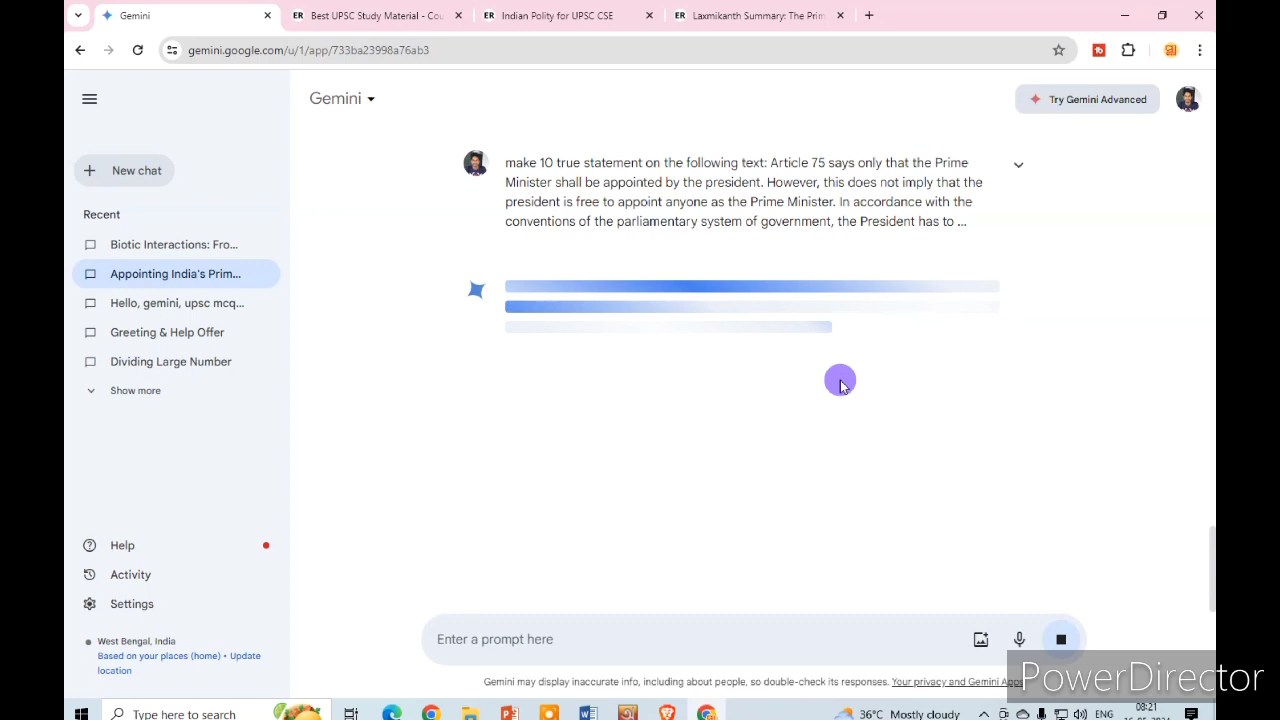 Gemini
Best UPSC Study Material - Cou
Indian Polity for UPSC CSE
Laxmikanth Summary: The Prim
gemini.google.com/u/1/app/733ba23998a76ab3
Gemini
Try Gemini Advanced
New chat
Recent
Biotic Interactions: Fro...
Appointing India's Prim...
Hello, gemini, upsc mcq...
Greeting & Help Offer
Dividing Large Number
Show more
make 10 true statement on the following text: Article 75 says only that the Prime
Minister shall be appointed by the president. However, this does not imply that the
president is free to appoint anyone as the Prime Minister. In accordance with the
conventions of the parliamentary system of government, the President has to ...
Help
Activity
Settings
West Bengal, India
Based on your places (home) • Update
location
Enter a prompt here
Gemini may display inaccurate info, including about people, so double-check its responses. Your privacy and Gemini Apps
PowerDirector
Type here to search
36°C Mostly cloudy
ENG
08:21